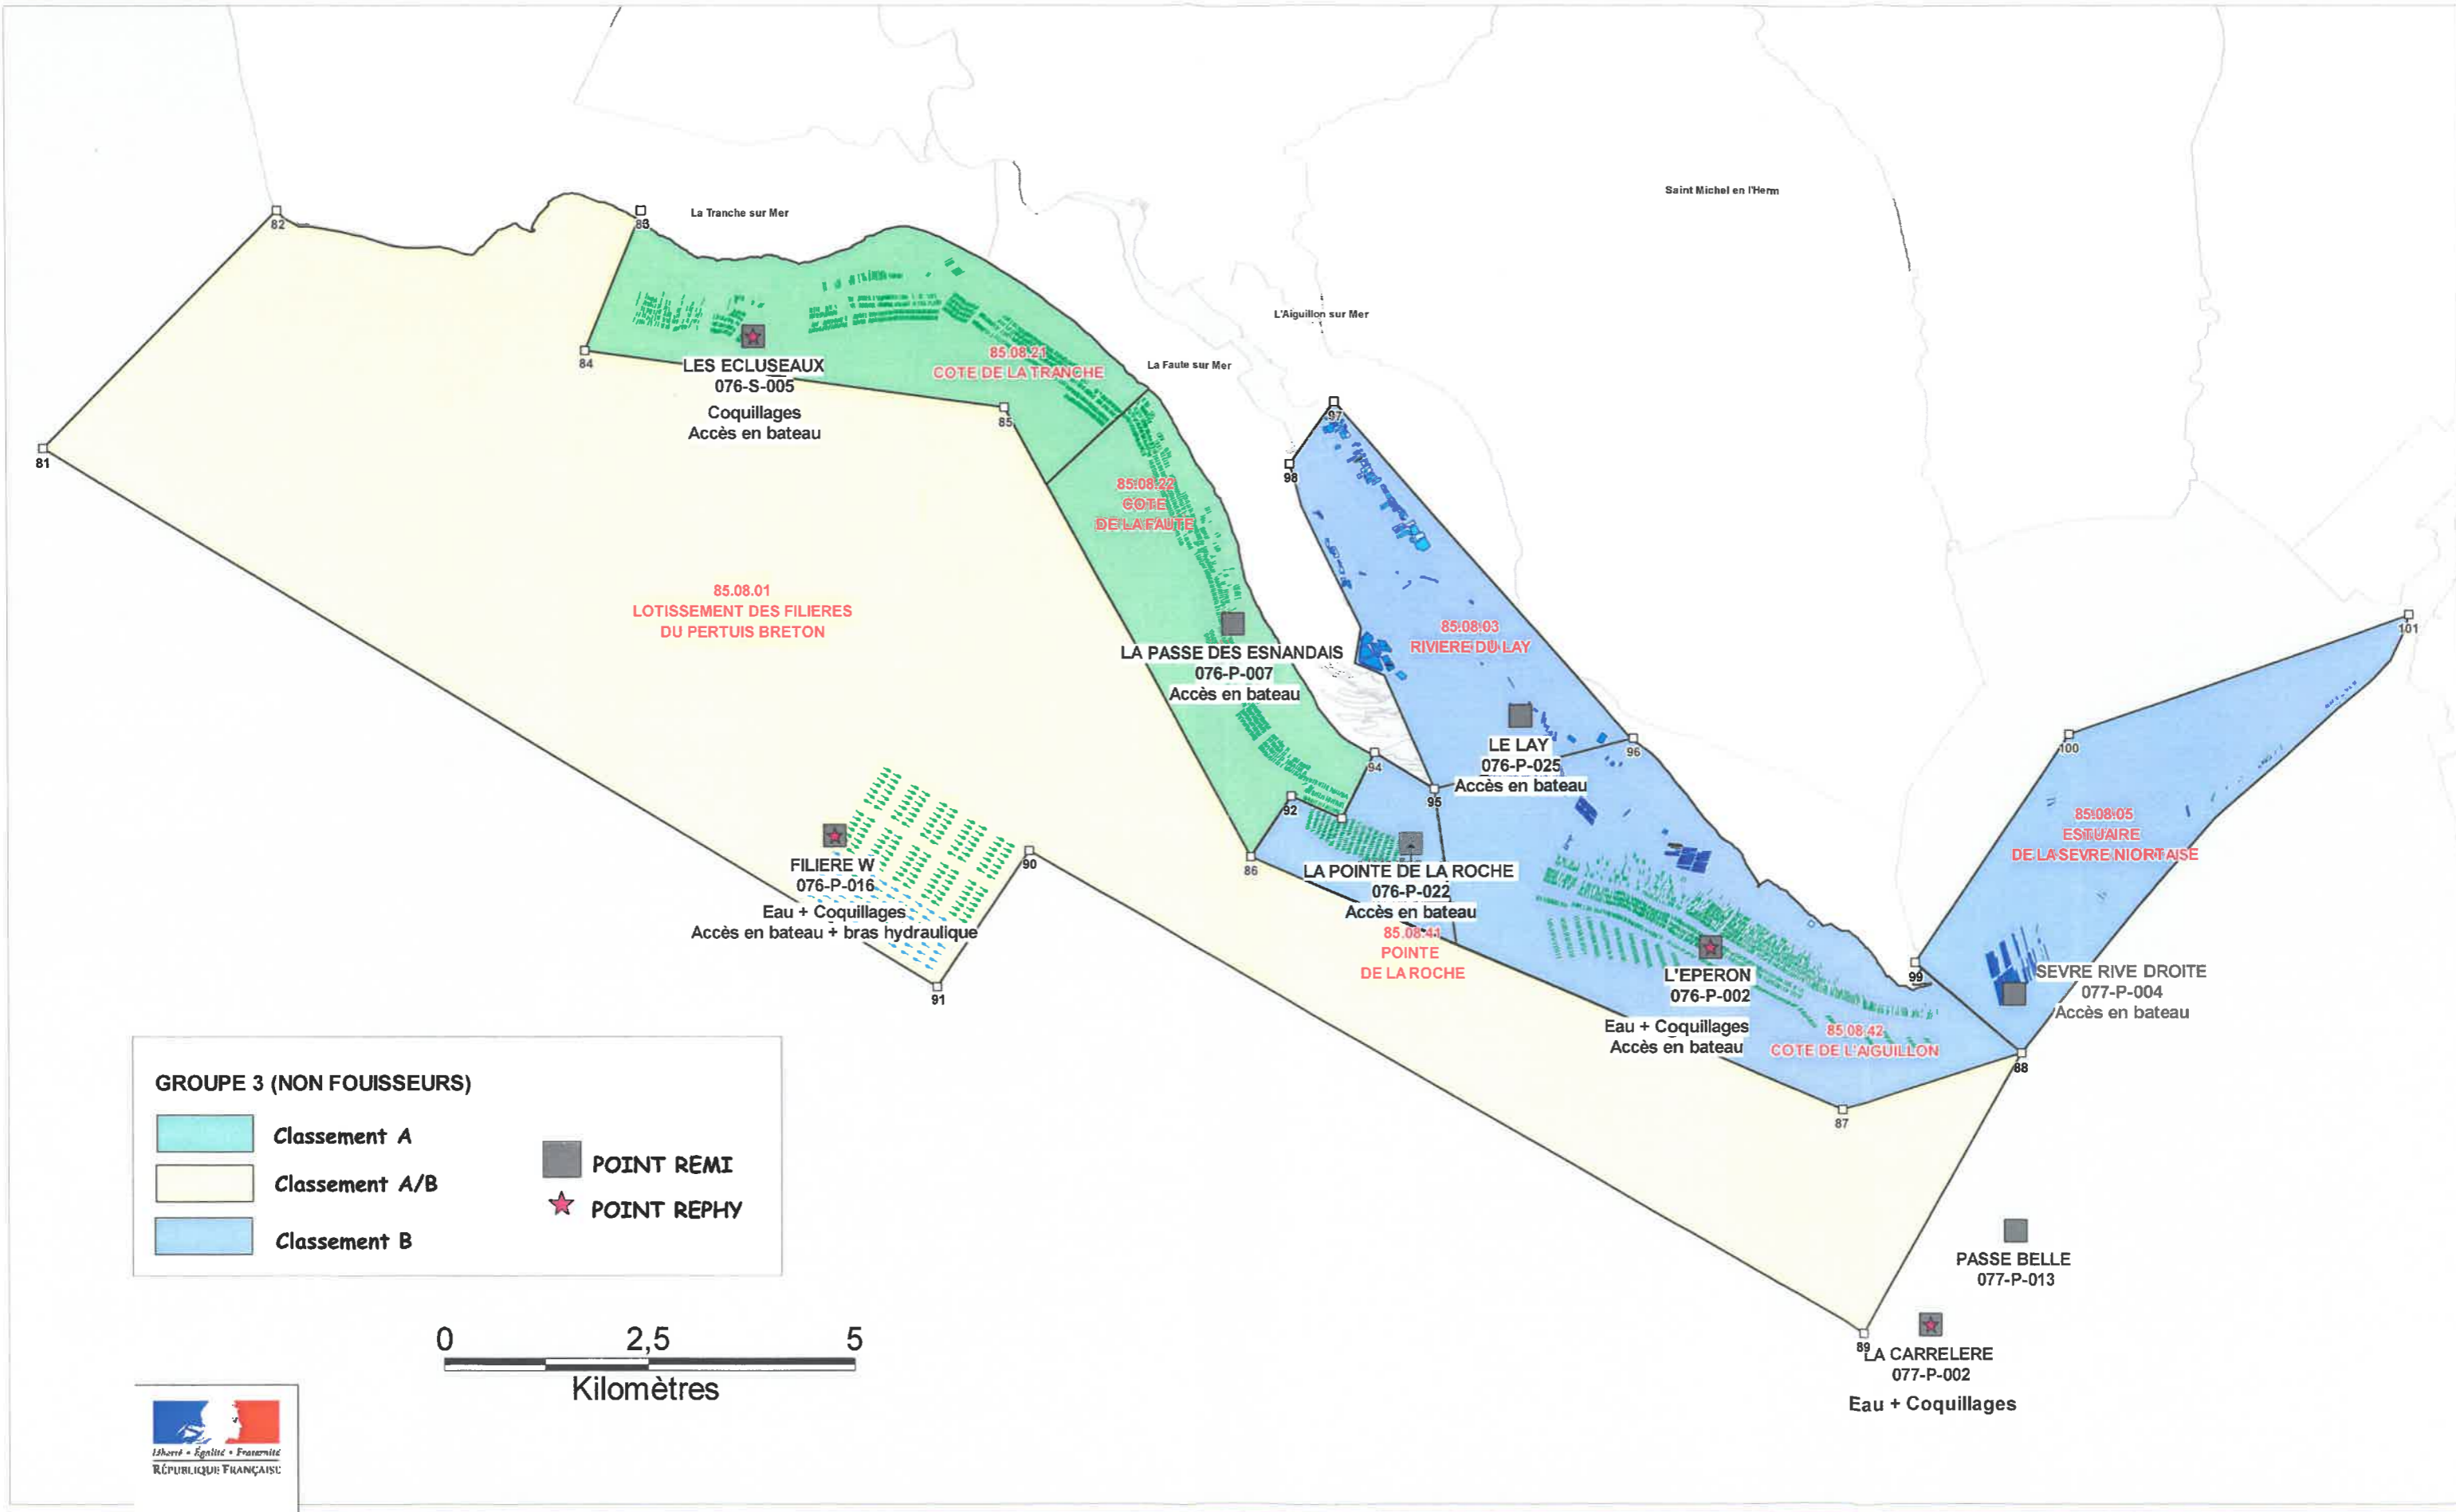 La Tranche sur Mer
Saint Michel en l'Herm
L'Aiguillon sur Mer
La Faute sur Mer
82
83
84
85
81
97
98
LES ECLUSEAUX
076-S-005
Coquillages
Accès en bateau
85.08.21
COTE DE LA TRANCHE
85.08.22
COTE
DE LA FAUTE
85.08.01
LOTISSEMENT DES FILIERES
DU PERTUIS BRETON
LA PASSE DES ESNANDAIS
076-P-007
Accès en bateau
85.08.03
RIVIERE DU LAY
101
100
96
94
95
92
86
90
91
LE LAY
076-P-025
Accès en bateau
85.08.05
ESTUAIRE
DE LA SEVRE NIORTAISE
FILIERE W
076-P-016
Eau + Coquillages
Accès en bateau + bras hydraulique
LA POINTE DE LA ROCHE
076-P-022
Accès en bateau
85.08.41
POINTE
DE LA ROCHE
L'EPERON
076-P-002
Eau + Coquillages
Accès en bateau
85.08.42
COTE DE L'AIGUILLON
99
SEVRE RIVE DROITE
077-P-004
Accès en bateau
88
87
89
PASSE BELLE
077-P-013
LA CARRELERE
077-P-002
Eau + Coquillages
GROUPE 3 (NON FOUISSEURS)
Classement A
Classement A/B
Classement B
POINT REMI
POINT REPHY
0 2,5 5
Kilomètres
Liberté • Égalité • Fraternité
RÉPUBLIQUE FRANÇAISE